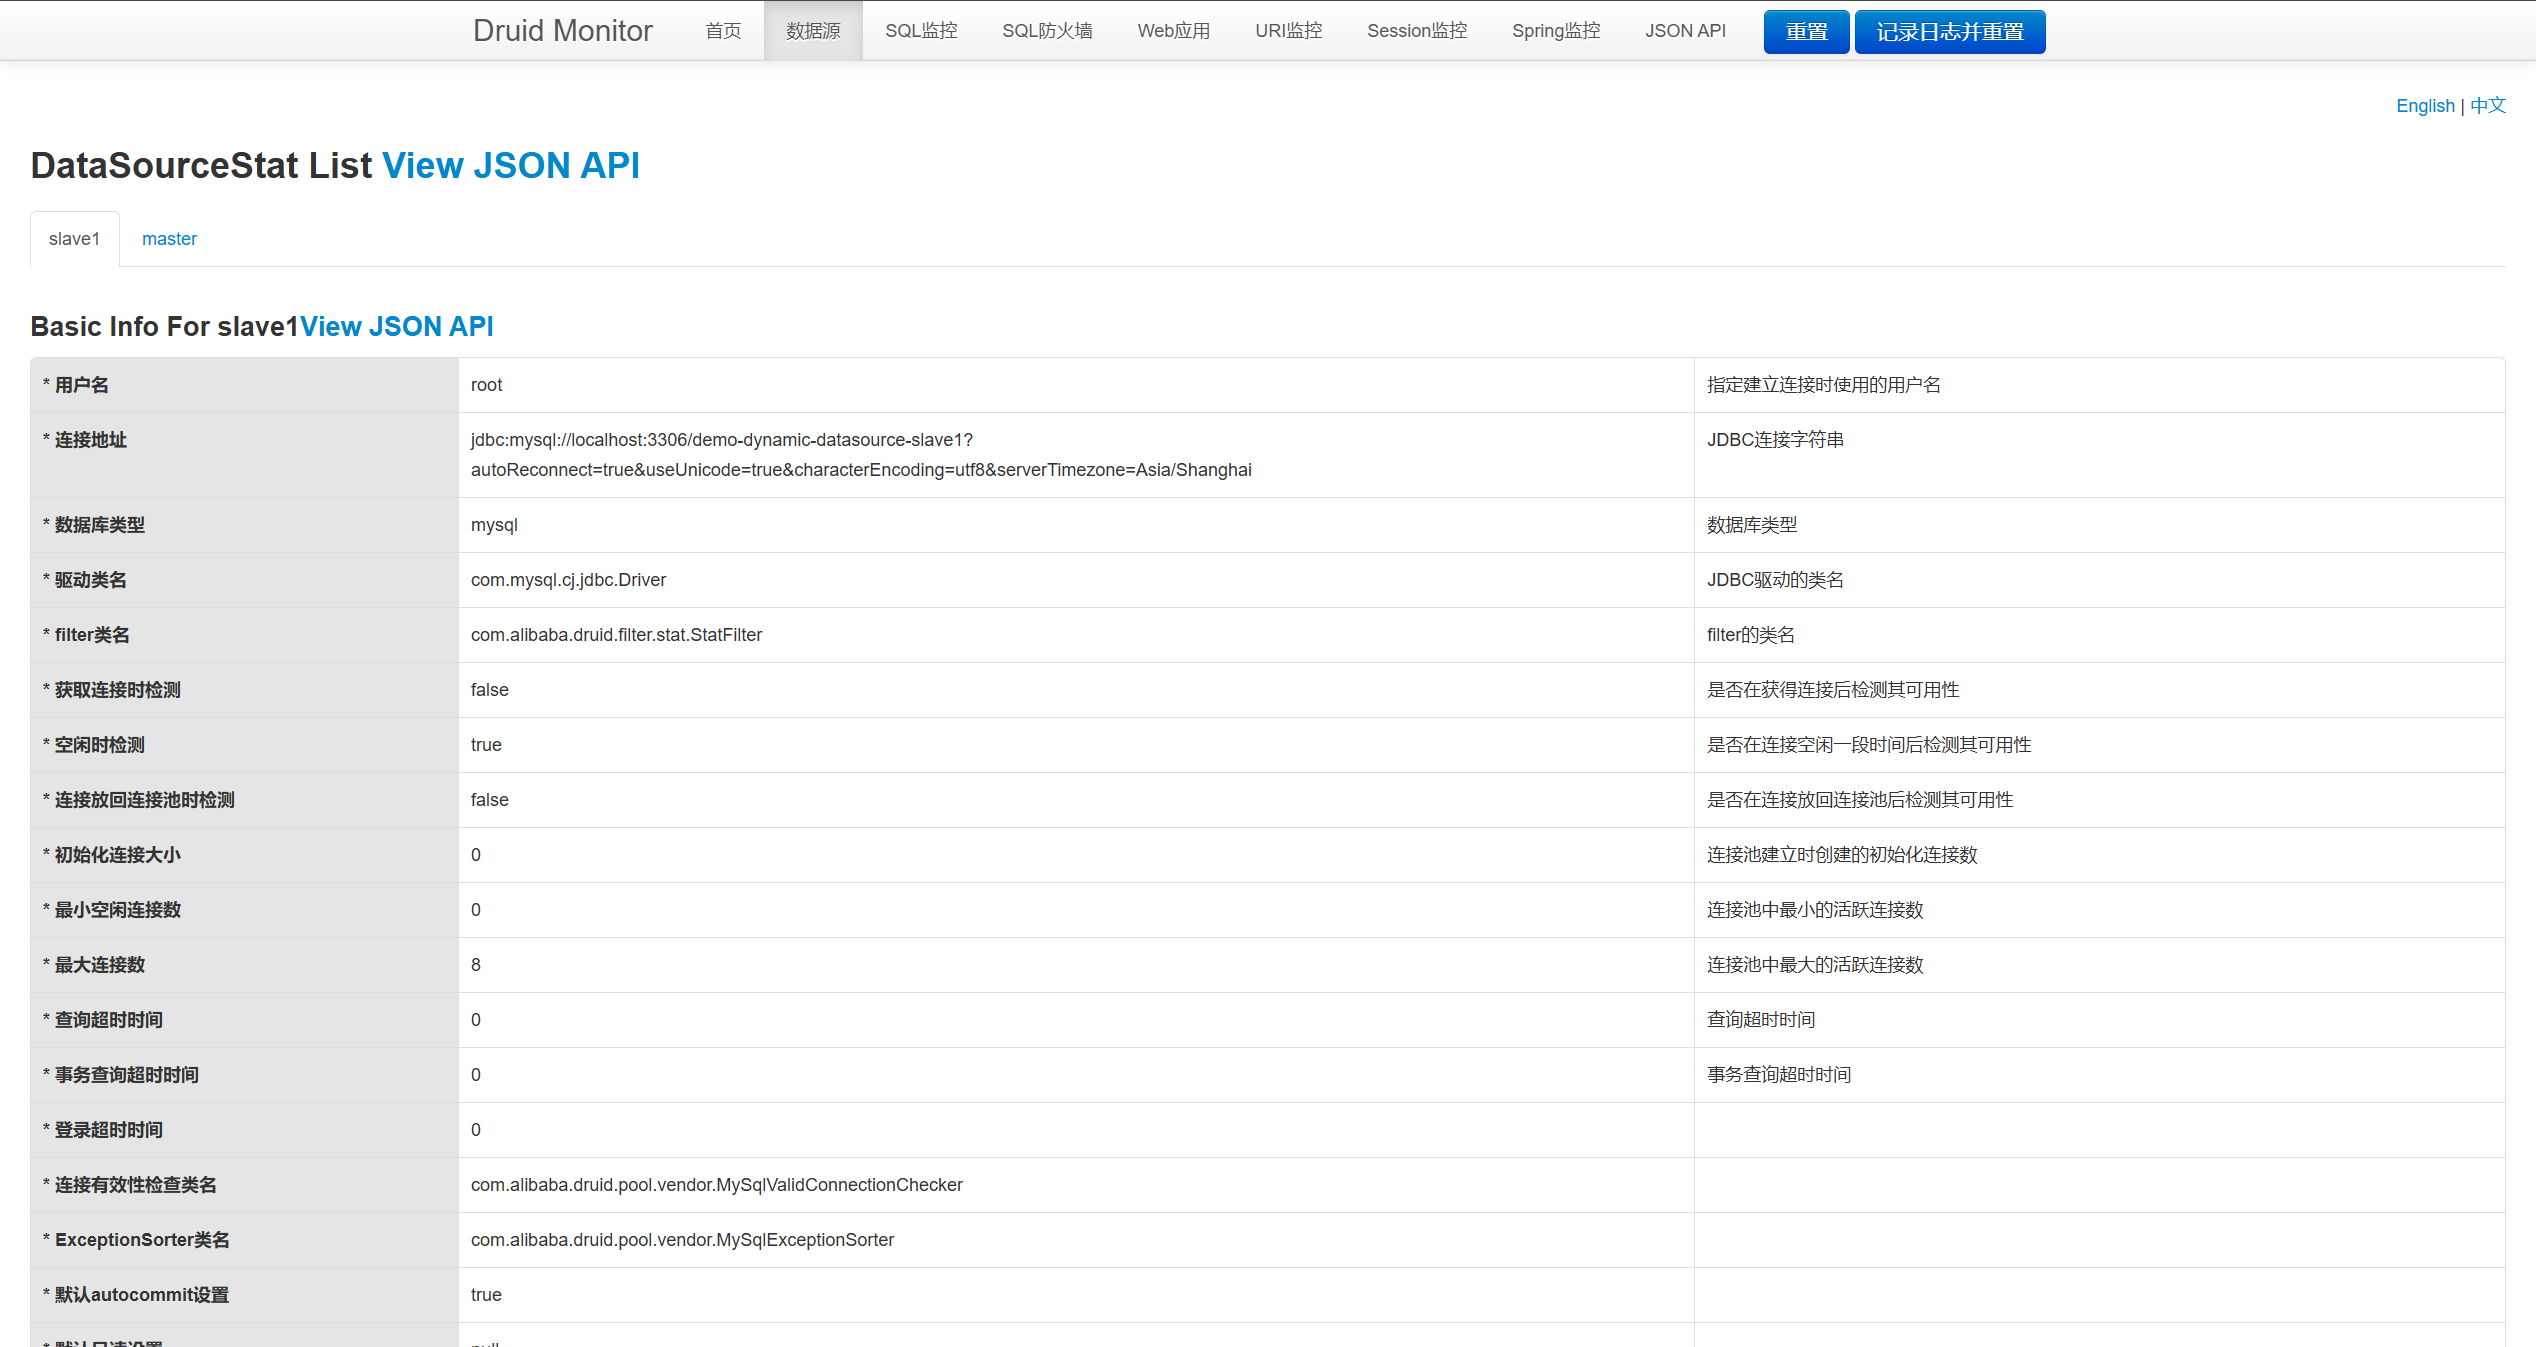 Druid Monitor 首页 数据源 SQL监控 SQL防火墙 Web应用 URI监控 Session监控 Spring监控 JSON API 重置 记录日志并重置
English | 中文
DataSourceStat List View JSON API
slave1 master
Basic Info For slave1View JSON API
* 用户名 root 指定建立连接时使用的用户名
* 连接地址 jdbc:mysql://localhost:3306/demo-dynamic-datasource-slave1? JDBC连接字符串
autoReconnect=true&useUnicode=true&characterEncoding=utf8&serverTimezone=Asia/Shanghai
* 数据库类型 mysql 数据库类型
* 驱动类名 com.mysql.cj.jdbc.Driver JDBC驱动的类名
* filter类名 com.alibaba.druid.filter.stat.StatFilter filter的类名
* 获取连接时检测 false 是否在获得连接后检测其可用性
* 空闲时检测 true 是否在连接空闲一段时间后检测其可用性
* 连接放回连接池时检测 false 是否在连接放回连接池后检测其可用性
* 初始化连接大小 0 连接池建立时创建的初始化连接数
* 最小空闲连接数 0 连接池中最小的活跃连接数
* 最大连接数 8 连接池中最大的活跃连接数
* 查询超时时间 0 查询超时时间
* 事务查询超时时间 0 事务查询超时时间
* 登录超时时间 0
* 连接有效性检查类名 com.alibaba.druid.pool.vendor.MySqlValidConnectionChecker
* ExceptionSorter类名 com.alibaba.druid.pool.vendor.MySqlExceptionSorter
* 默认autocommit设置 true